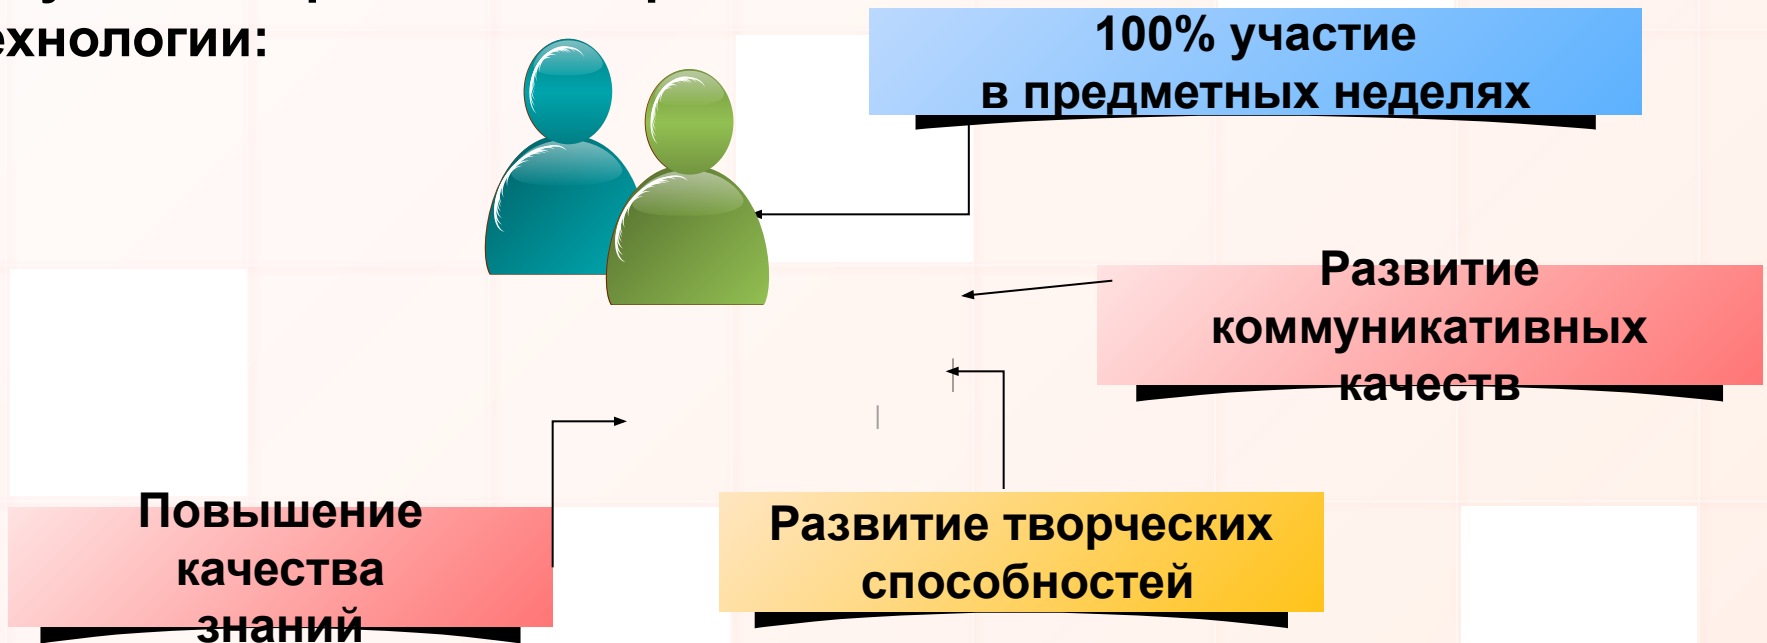 ехнологии:
100% участие
в предметных неделях
Развитие
коммуникативных
качеств
Повышение
качества
знаний
Развитие творческих
способностей